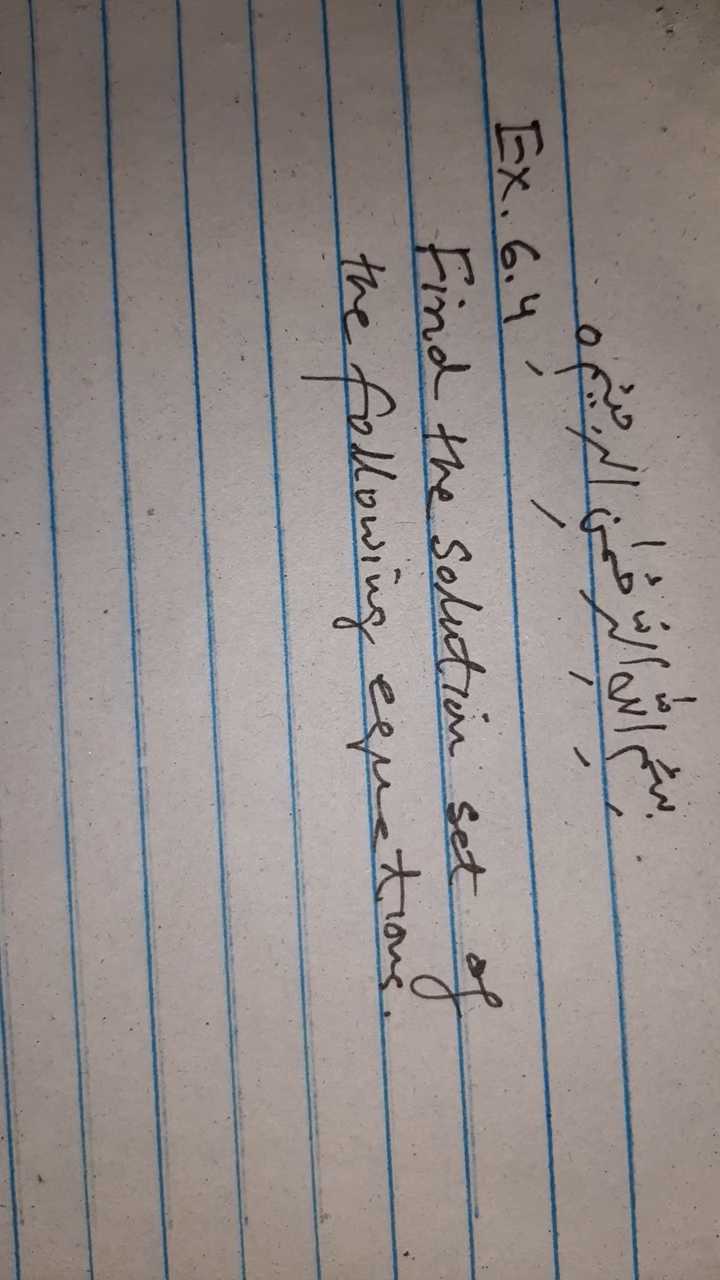 بسم الله الرحمن الرحيم ہ
Ex. 6.4,
Find the solution set of
the following equations.